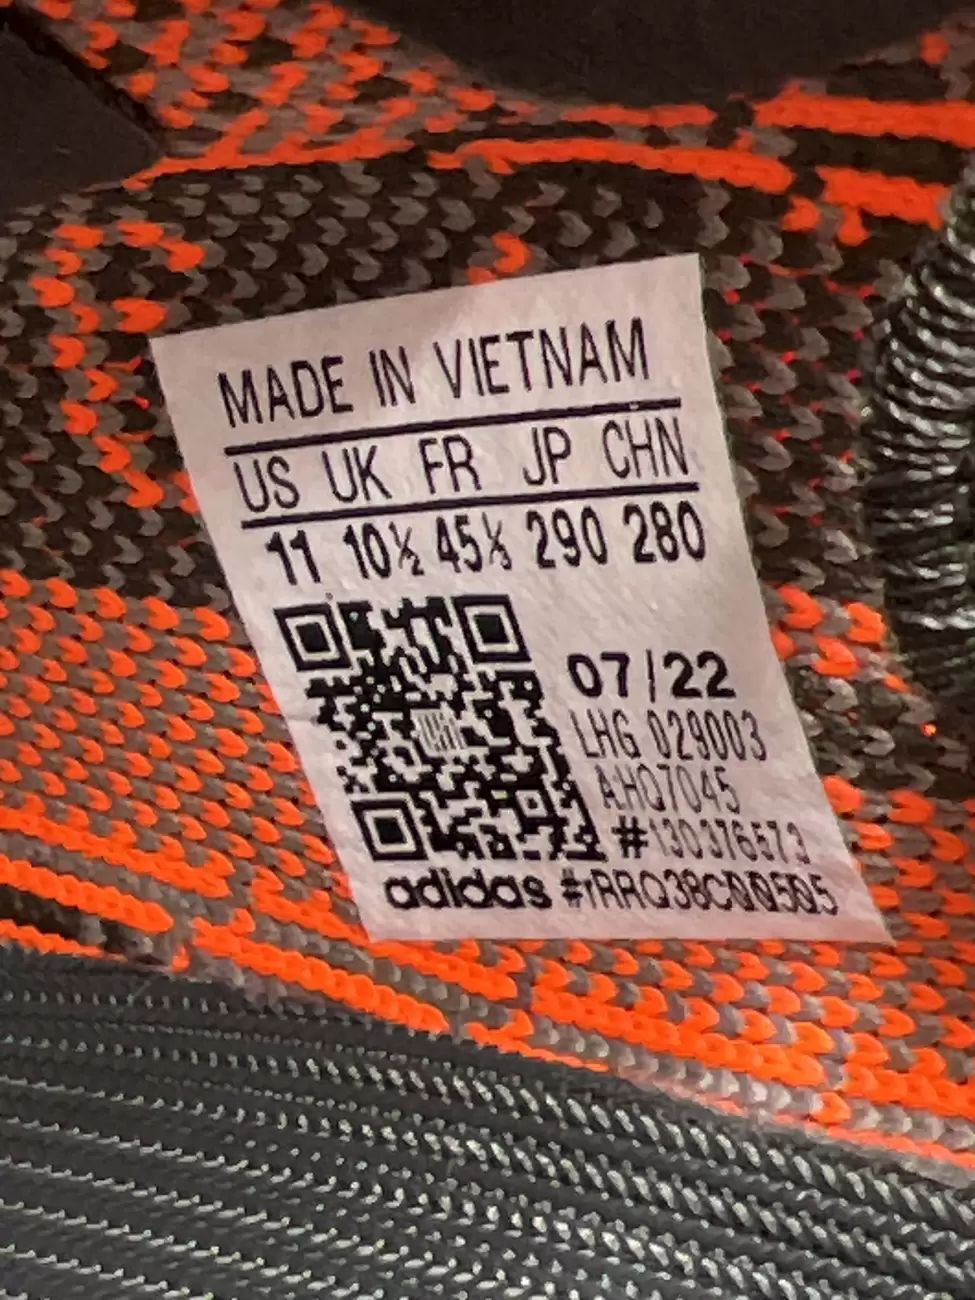 MADE IN VIETNAM
US UK FR JP CHN
11 10½ 45⅓ 290 280
07/22
LHG 029003
AHQ7045
#130376573
adidas #rRRQ38C00505